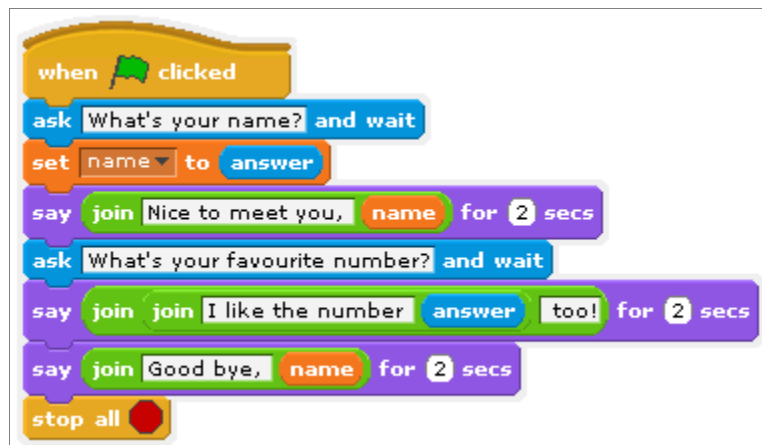 when clicked
ask What's your name? and wait
set name to answer
say join Nice to meet you, name for 2 secs
ask What's your favourite number? and wait
say join join I like the number answer too! for 2 secs
say join Good bye, name for 2 secs
stop all